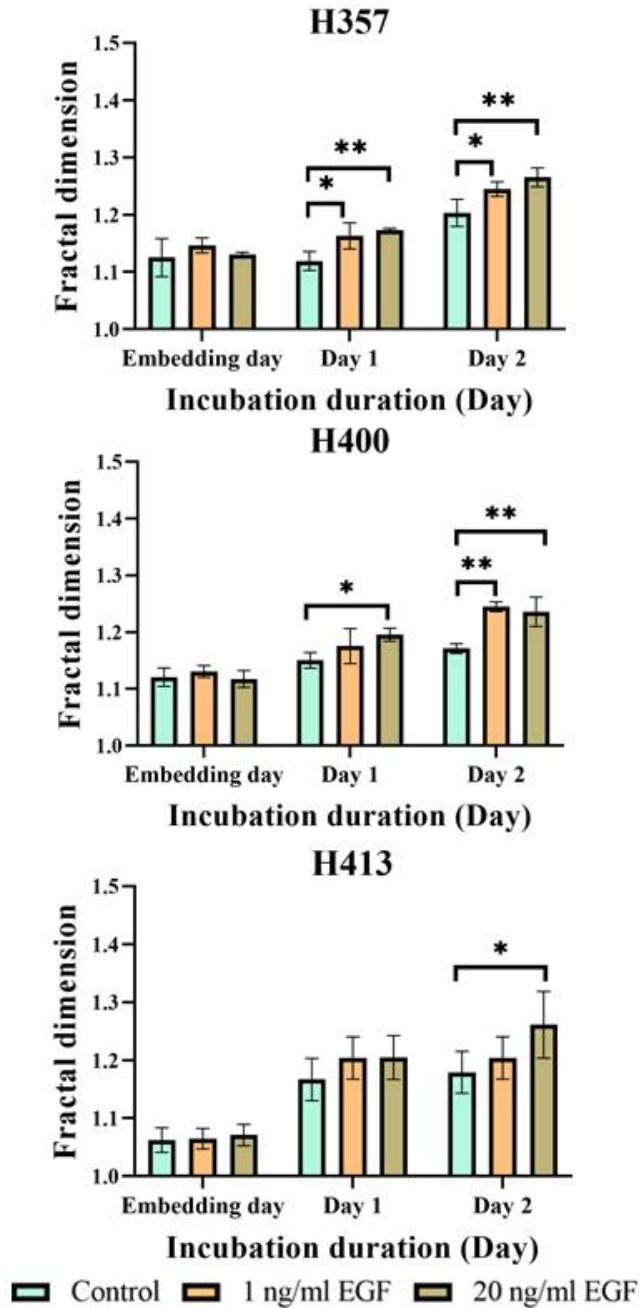 H357
1.5
1.4
1.3
1.2
1.1
1.0
Fractal dimension
** **
* *
Embedding day Day 1 Day 2
Incubation duration (Day)
H400
1.5
1.4
1.3
1.2
1.1
1.0
Fractal dimension
**
* **
Embedding day Day 1 Day 2
Incubation duration (Day)
H413
1.5
1.4
1.3
1.2
1.1
1.0
Fractal dimension
*
Embedding day Day 1 Day 2
Incubation duration (Day)
Control 1 ng/ml EGF 20 ng/ml EGF